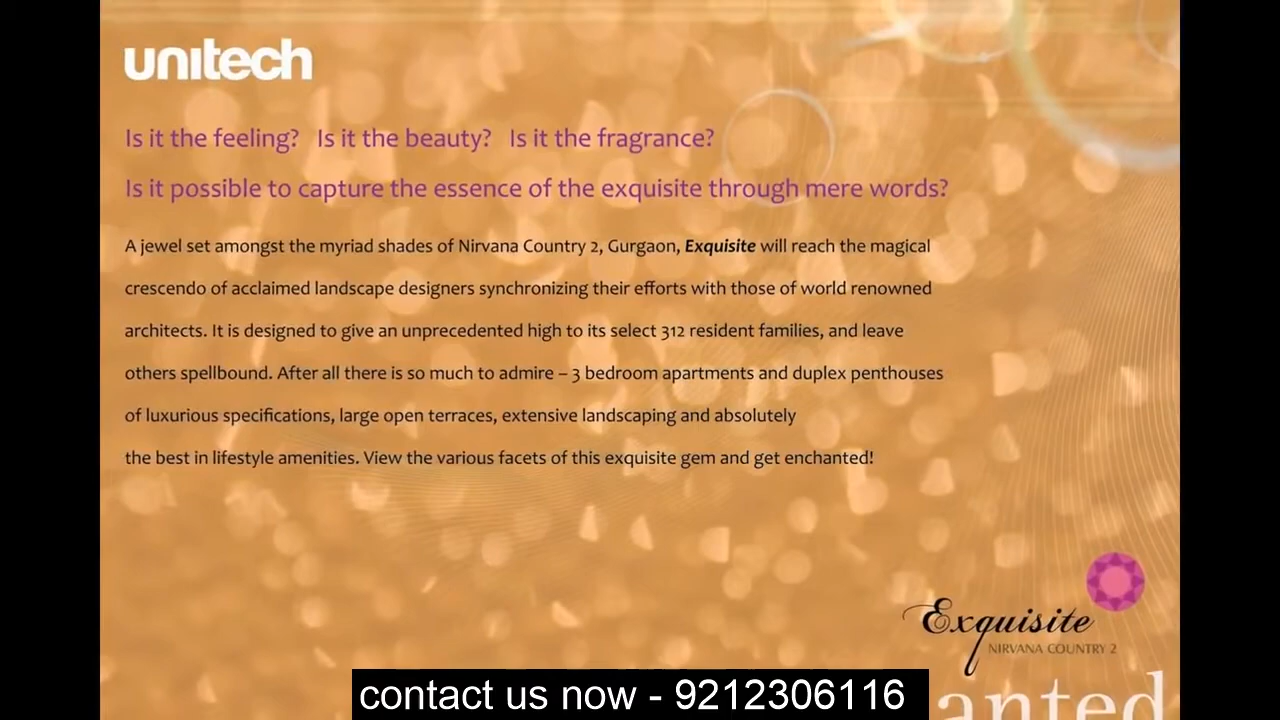 unitech
Is it the feeling? Is it the beauty? Is it the fragrance?
Is it possible to capture the essence of the exquisite through mere words?
A jewel set amongst the myriad shades of Nirvana Country 2, Gurgaon, Exquisite will reach the magical
crescendo of acclaimed landscape designers synchronizing their efforts with those of world renowned
architects. It is designed to give an unprecedented high to its select 312 resident families, and leave
others spellbound. After all there is so much to admire – 3 bedroom apartments and duplex penthouses
of luxurious specifications, large open terraces, extensive landscaping and absolutely
the best in lifestyle amenities. View the various facets of this exquisite gem and get enchanted!
Exquisite
NIRVANA COUNTRY 2
anted
contact us now - 9212306116